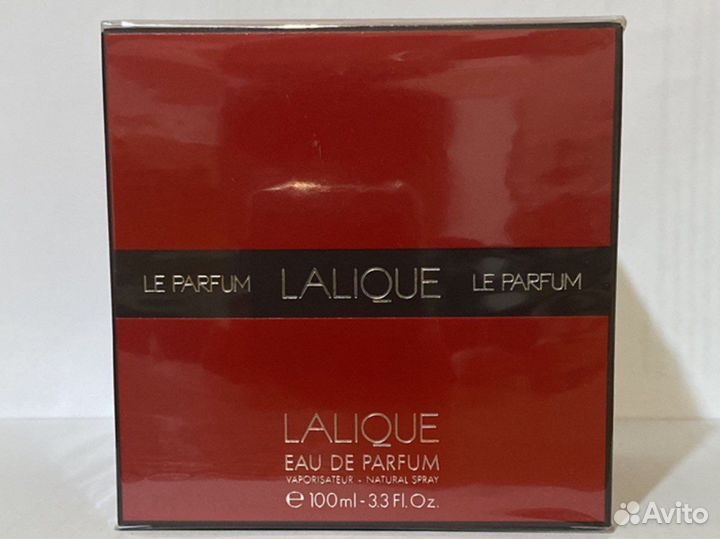 LE PARFUM LALIQUE LE PARFUM
LALIQUE
EAU DE PARFUM
VAPORISATEUR - NATURAL SPRAY
℮ 100ml - 3.3 Fl. Oz.
Avito